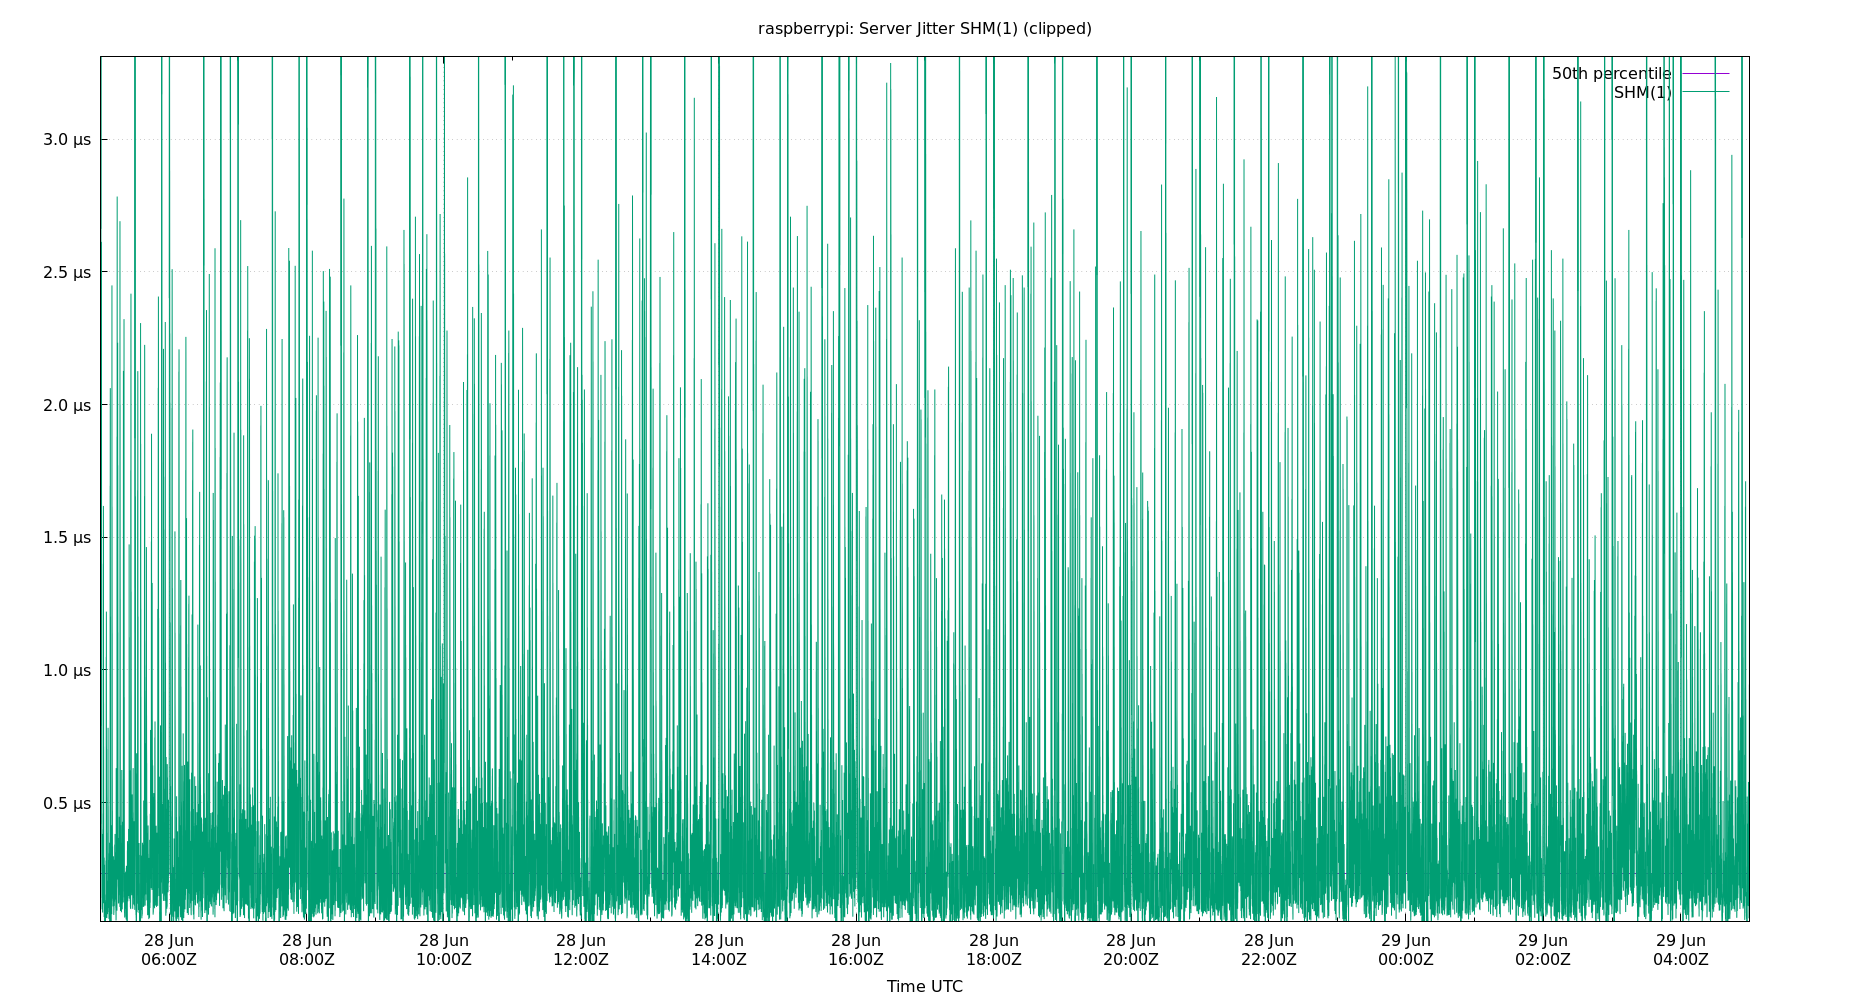 raspberrypi: Server Jitter SHM(1) (clipped)
50th percentile
SHM(1)
3.0 µs
2.5 µs
2.0 µs
1.5 µs
1.0 µs
0.5 µs
28 Jun 28 Jun 28 Jun 28 Jun 28 Jun 28 Jun 28 Jun 28 Jun 28 Jun 29 Jun 29 Jun 29 Jun
06:00Z 08:00Z 10:00Z 12:00Z 14:00Z 16:00Z 18:00Z 20:00Z 22:00Z 00:00Z 02:00Z 04:00Z
Time UTC